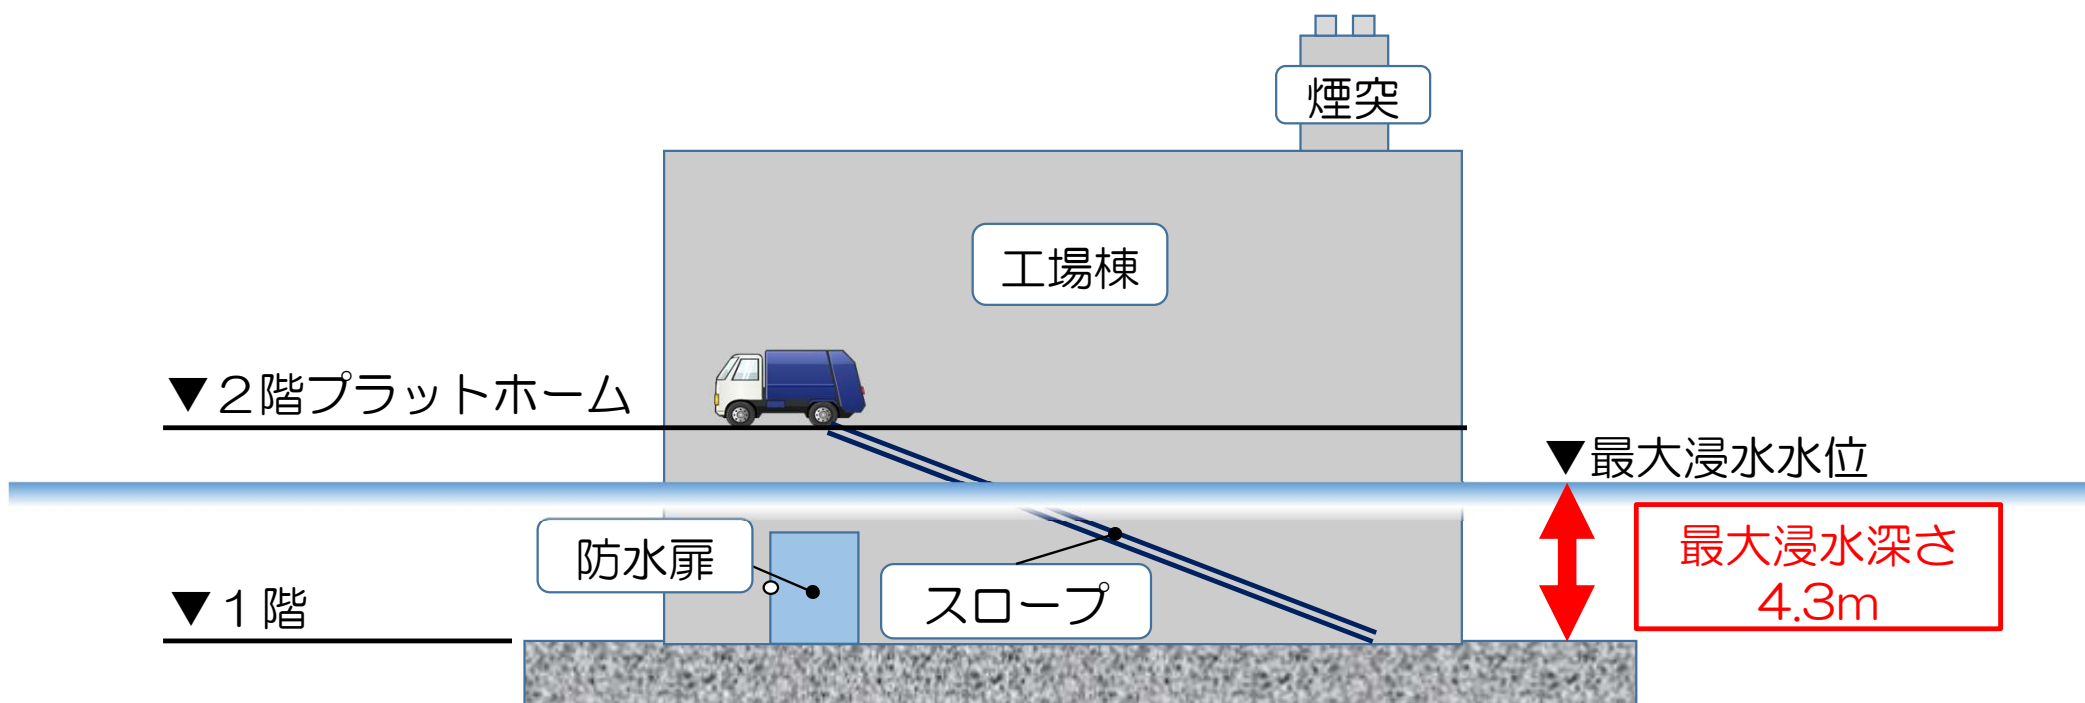 煙突
工場棟
▼2階プラットホーム
▼最大浸水水位
防水扉
スロープ
最大浸水深さ
4.3m
▼1階